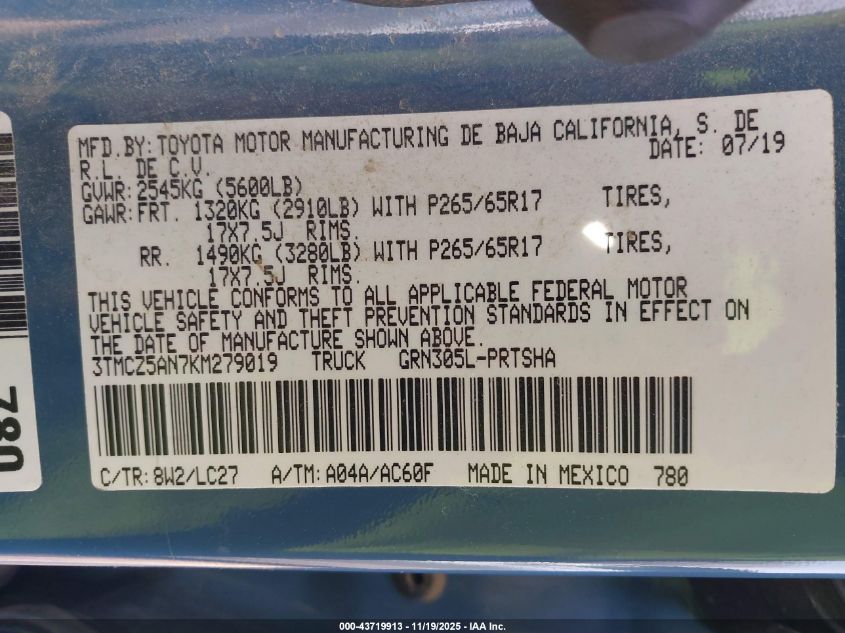 MFD.BY:TOYOTA MOTOR MANUFACTURING DE BAJA CALIFORNIA, S. DE
R.L. DE C.V. DATE: 07/19
GVWR:2545KG (5600LB)
GAWR:FRT. 1320KG (2910LB) WITH P265/65R17 TIRES,
17X7.5J RIMS.
RR. 1490KG (3280LB) WITH P265/65R17 TIRES,
17X7.5J RIMS.
THIS VEHICLE CONFORMS TO ALL APPLICABLE FEDERAL MOTOR
VEHICLE SAFETY AND THEFT PREVENTION STANDARDS IN EFFECT ON
THE DATE OF MANUFACTURE SHOWN ABOVE.
3TMCZ5AN7KM279019 TRUCK GRN305L-PRTSHA
C/TR:8W2/LC27 A/TM:A04A/AC60F MADE IN MEXICO 780
780
000-43719913 - 11/19/2025 - IAA Inc.